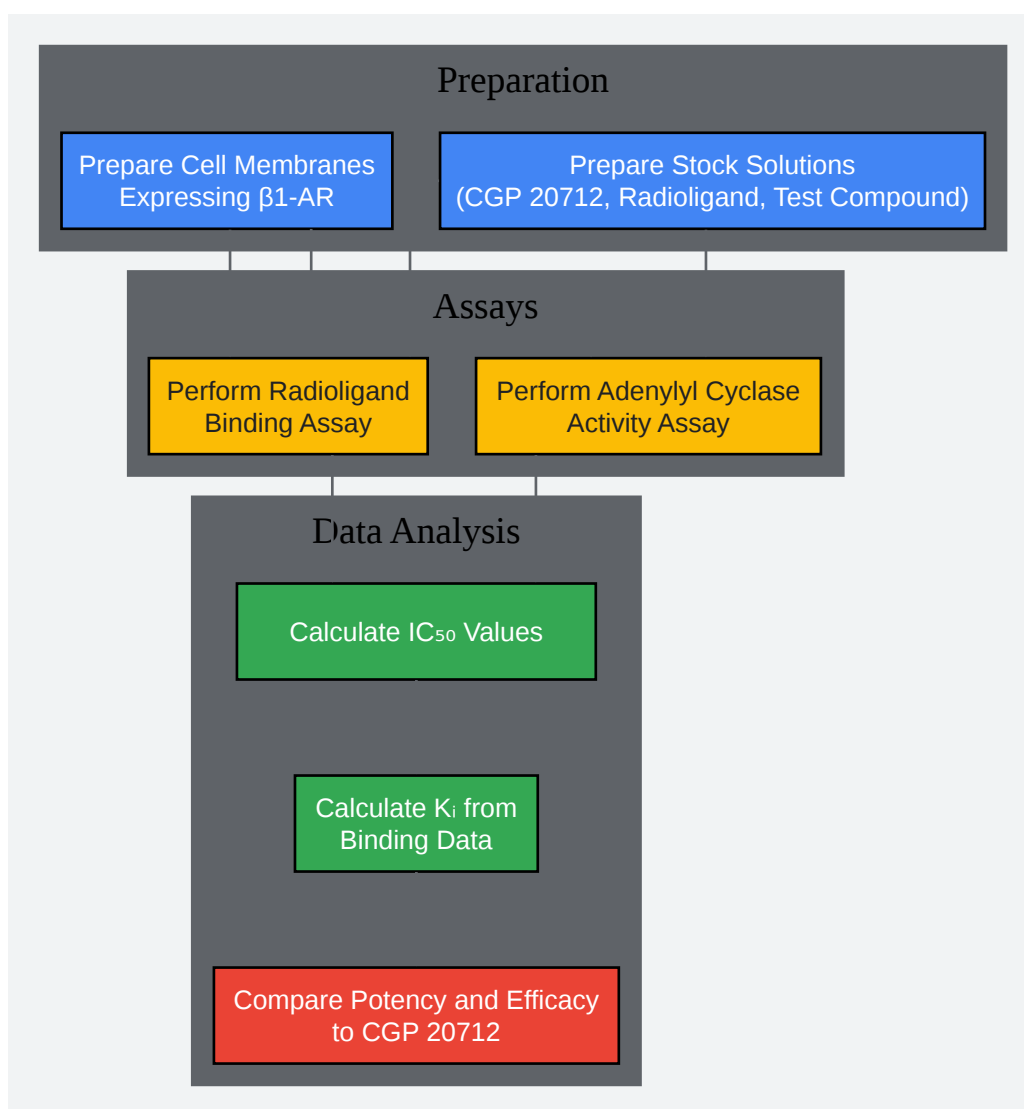 Preparation
Prepare Cell Membranes
Expressing β1-AR
Prepare Stock Solutions
(CGP 20712, Radioligand, Test Compound)
Assays
Perform Radioligand
Binding Assay
Perform Adenylyl Cyclase
Activity Assay
Data Analysis
Calculate IC₅₀ Values
Calculate Kᵢ from
Binding Data
Compare Potency and Efficacy
to CGP 20712